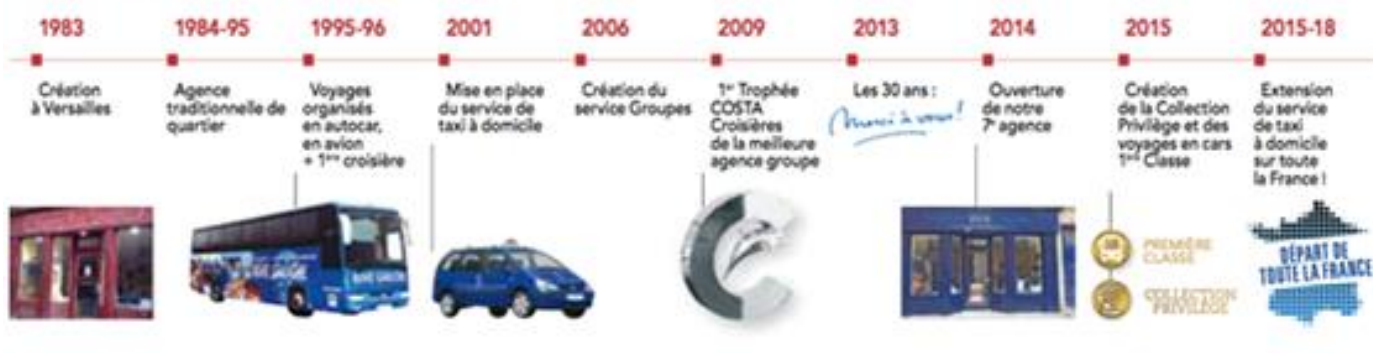 1983
Création
à Versailles
1984-95
Agence
traditionnelle de
quartier
1995-96
Voyages
organisés
en autocar,
en avion
+ 1ère croisière
2001
Mise en place
du service de
taxi à domicile
2006
Création du
service Groupes
2009
1er Trophée
COSTA
Croisières
de la meilleure
agence groupe
2013
Les 30 ans :
Merci à vous !
2014
Ouverture
de notre
7e agence
2015
Création
de la Collection
Privilège et des
voyages en cars
1ère Classe
2015-18
Extension
du service
de taxi
à domicile
sur toute
la France !
PREMIÈRE
CLASSE
COLLECTION
PRIVILÈGE
DÉPART DE
TOUTE LA FRANCE